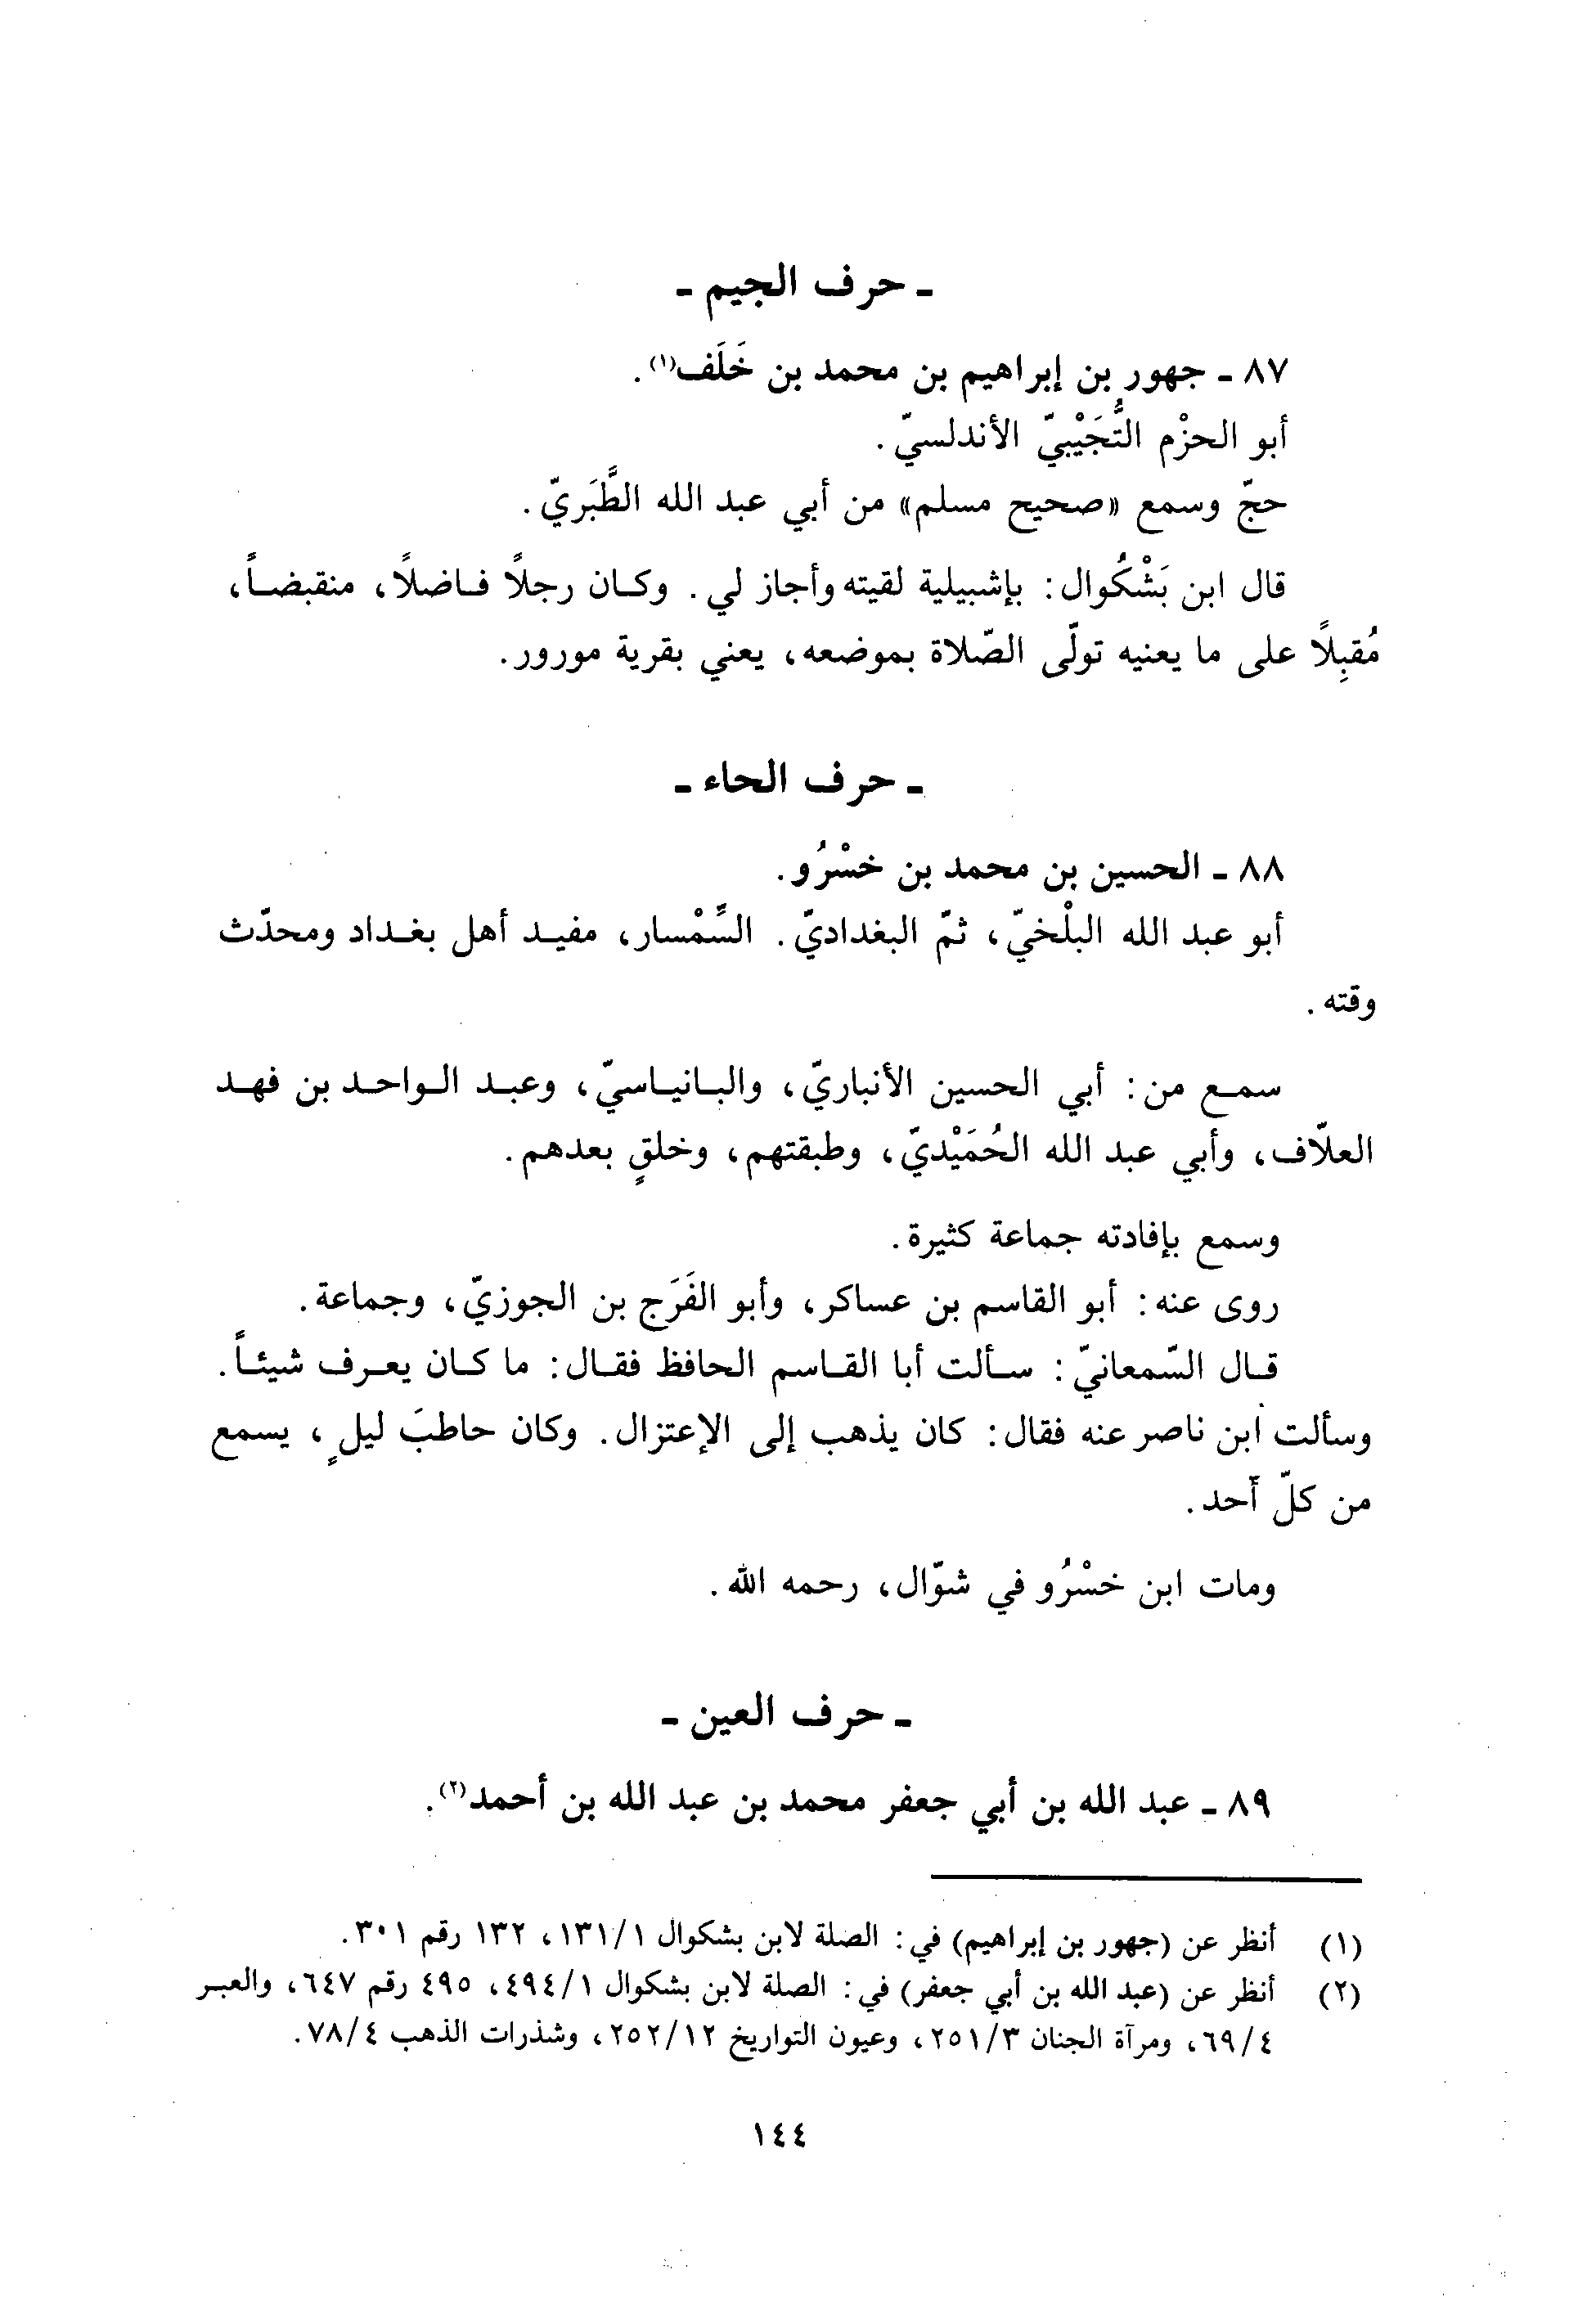 - حرف الجيم -
٨٧ - جهور بن إبراهيم بن محمد بن خَلَف(١).
أبو الحزْم التُّجَيْبيّ الأندلسيّ.
حجّ وسمع «صحيح مسلم» من أبي عبد الله الطَّبَريّ.
قال ابن بَشْكُوال: بإشبيلية لقيته وأجاز لي. وكان رجلاً فاضلاً، منقبضاً،
مُقبِلاً على ما يعنيه تولّى الصّلاة بموضعه، يعني بقرية مورور.
- حرف الحاء -
٨٨ - الحسين بن محمد بن خسْرُو.
أبو عبد الله البلْخيّ، ثمّ البغداديّ. السِّمْسار، مفيد أهل بغداد ومحدّث
وقته.
سمع من: أبي الحسين الأنباريّ، والبانياسيّ، وعبد الواحد بن فهد
العلاّف، وأبي عبد الله الحُمَيْديّ، وطبقتهم، وخلقٍ بعدهم.
وسمع بإفادته جماعة كثيرة.
روى عنه: أبو القاسم بن عساكر، وأبو الفَرَج بن الجوزيّ، وجماعة.
قال السّمعانيّ: سألت أبا القاسم الحافظ فقال: ما كان يعرف شيئاً.
وسألت ابن ناصر عنه فقال: كان يذهب إلى الإعتزال. وكان حاطبَ ليلٍ، يسمع
من كلّ أحد.
ومات ابن خسْرُو في شوّال، رحمه الله.
- حرف العين -
٨٩ - عبد الله بن أبي جعفر محمد بن عبد الله بن أحمد(٢).
(١) أنظر عن (جهور بن إبراهيم) في: الصلة لابن بشكوال ١/ ١٣١، ١٣٢ رقم ٣٠١.
(٢) أنظر عن (عبد الله بن أبي جعفر) في: الصلة لابن بشكوال ١/ ٤٩٤، ٤٩٥ رقم ٦٤٧، والعبر
٤/ ٦٩، ومرآة الجنان ٣/ ٢٥١، وعيون التواريخ ١٢/ ٢٥٢، وشذرات الذهب ٤/ ٧٨.
١٤٤